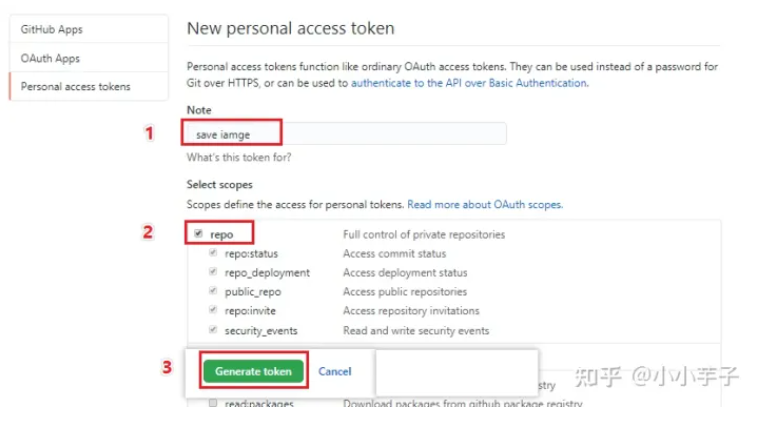 GitHub Apps
OAuth Apps
Personal access tokens
New personal access token
Personal access tokens function like ordinary OAuth access tokens. They can be used instead of a password for
Git over HTTPS, or can be used to authenticate to the API over Basic Authentication.
Note
1
save iamge
What's this token for?
Select scopes
Scopes define the access for personal tokens. Read more about OAuth scopes.
2
repo Full control of private repositories
repo:status Access commit status
repo_deployment Access deployment status
public_repo Access public repositories
repo:invite Access repository invitations
security_events Read and write security events
3
Generate token Cancel
知乎 @小小芋子
istry
read:packages Download packages from github package registry